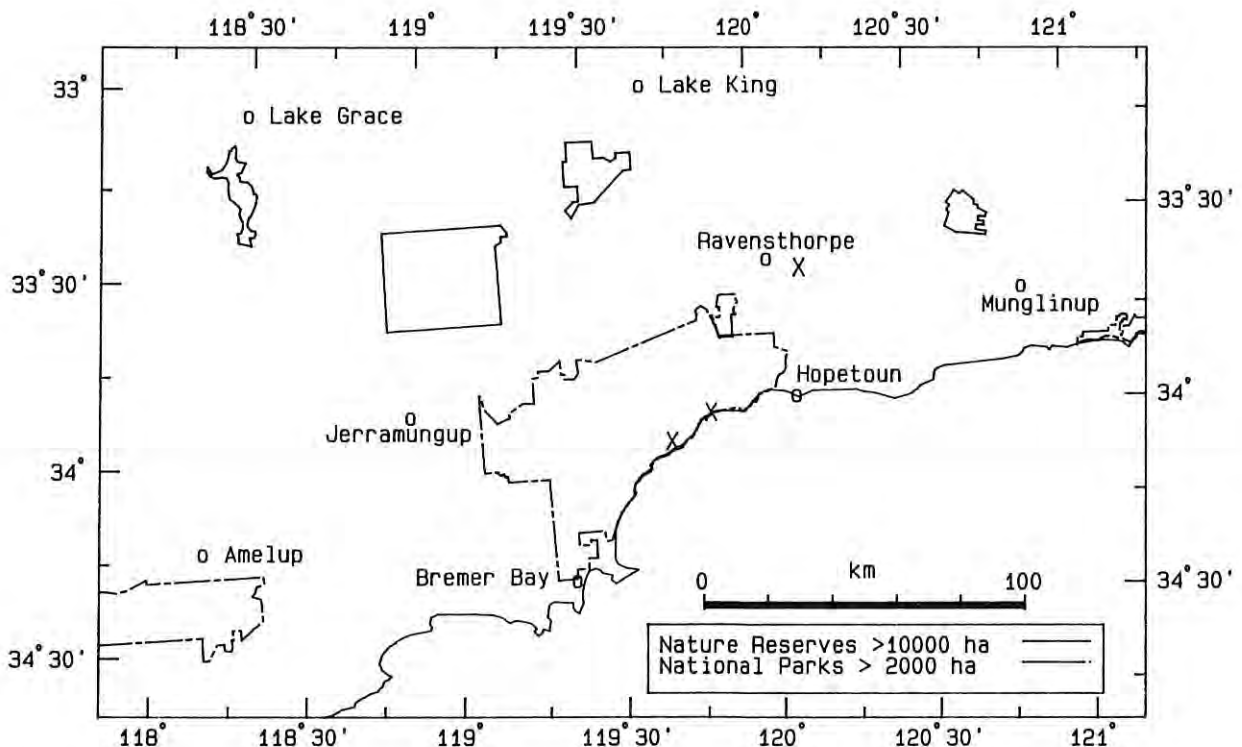 118°30' 119° 119°30' 120° 120°30' 121°
33°
o Lake King
o Lake Grace
33°30'
Ravensthorpe
X
33°30'
Munglinup
Hopetoun
34°
X
Jerramungup
X
34°
o Amelup
km
Bremer Bay
0 100
34°30'
Nature Reserves >10000 ha
34°30'
National Parks > 2000 ha
118° 118°30' 119° 119°30' 120° 120°30' 121°